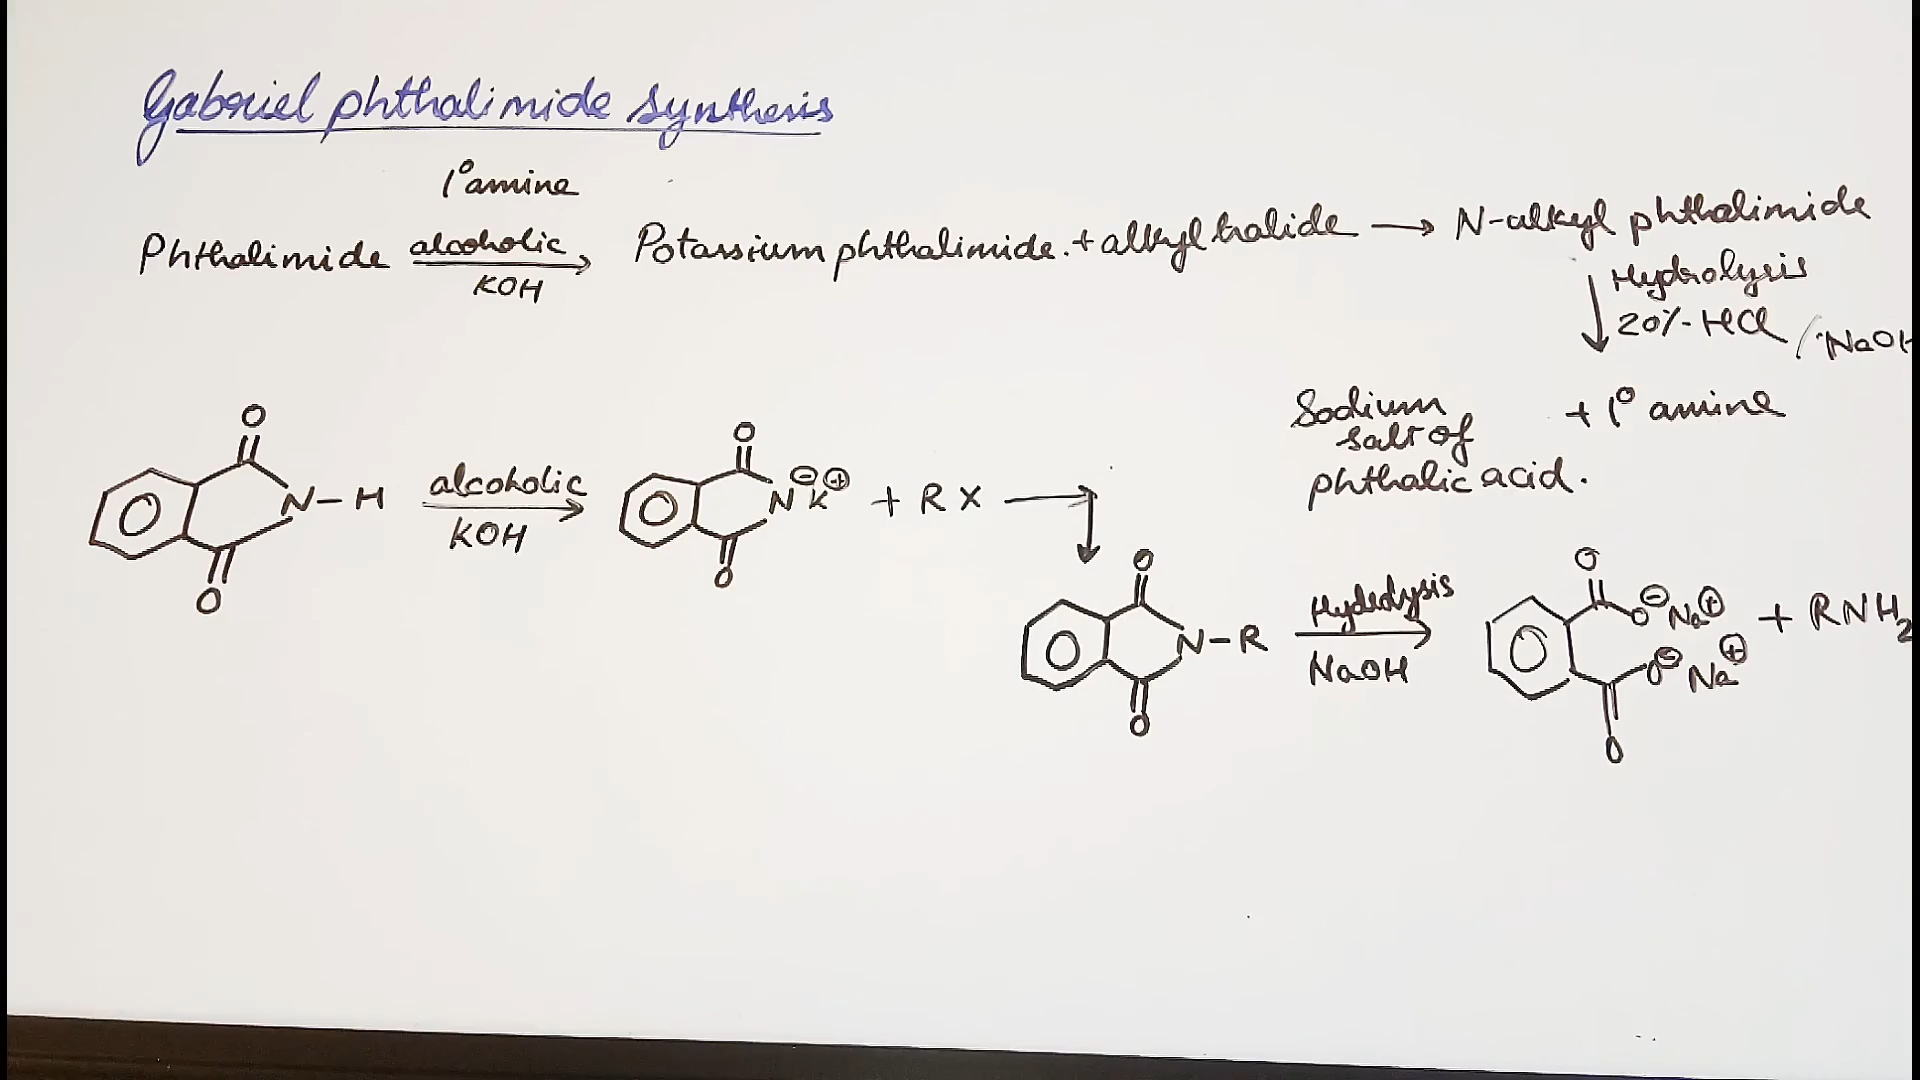 Gabriel phthalimide synthesis
1° amine
Phthalimide alcoholic KOH → Potassium phthalimide. + alkyl halide → N-alkyl phthalimide
↓ Hydrolysis
20% HCl / NaOH
Sodium salt of phthalic acid. + 1° amine
O O N-H alcoholic KOH → O O N⊖ K⊕ + RX →
O O N-R Hydrolysis NaOH → O O⊖ Na⊕ O⊖ Na⊕ O + RNH2